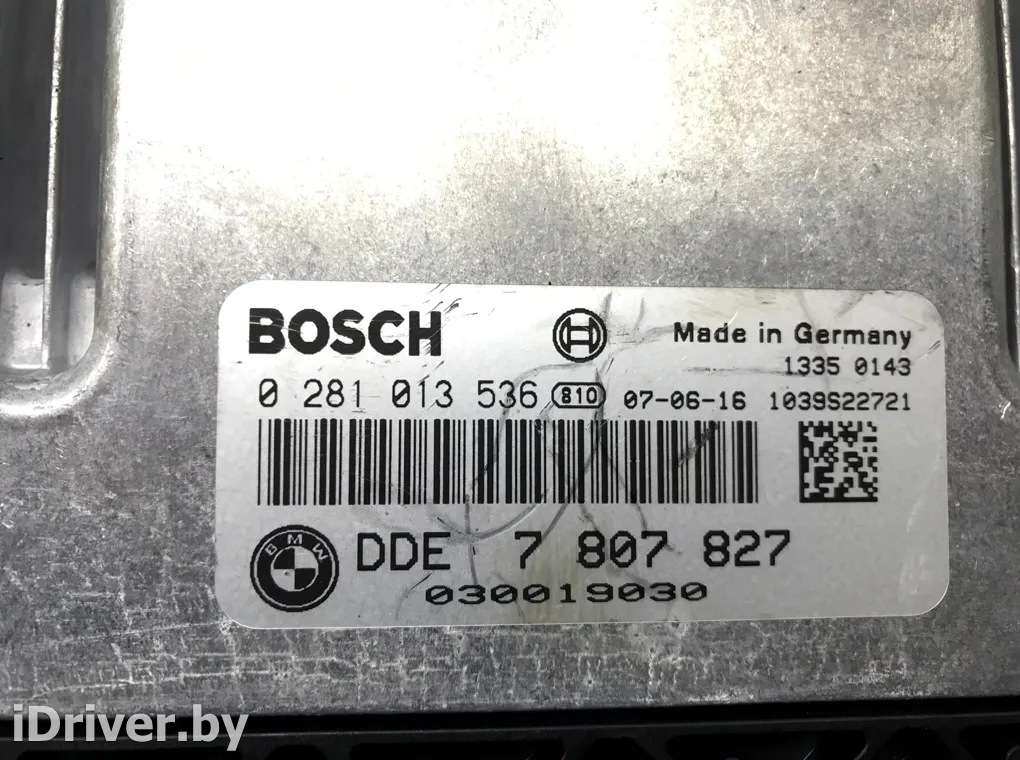 BOSCH
Made in Germany
1335 0143
0 281 013 536 810 07-06-16 1039S22721
BMW
DDE 7 807 827
030019030
iDriver.by